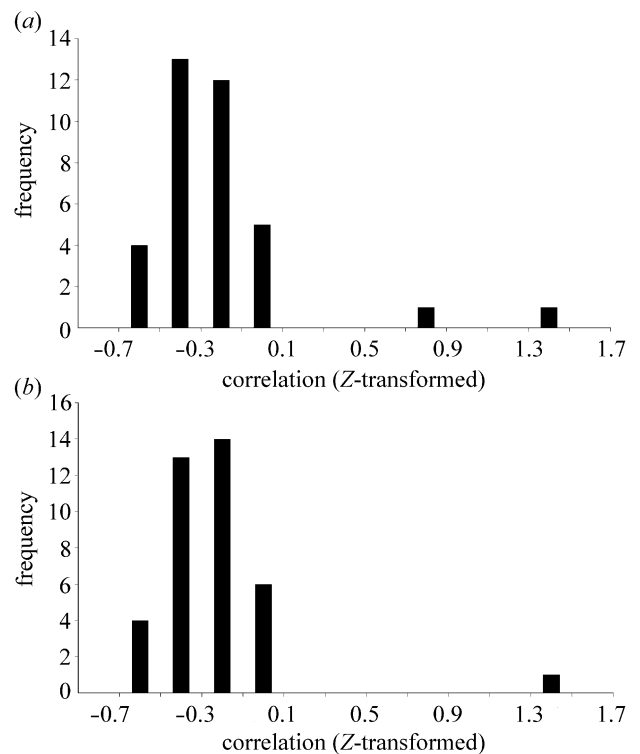 (a)
14
12
10
8
6
4
2
0
frequency
–0.7 –0.3 0.1 0.5 0.9 1.3 1.7
correlation (Z-transformed)
(b)
16
14
12
10
8
6
4
2
0
frequency
–0.7 –0.3 0.1 0.5 0.9 1.3 1.7
correlation (Z-transformed)